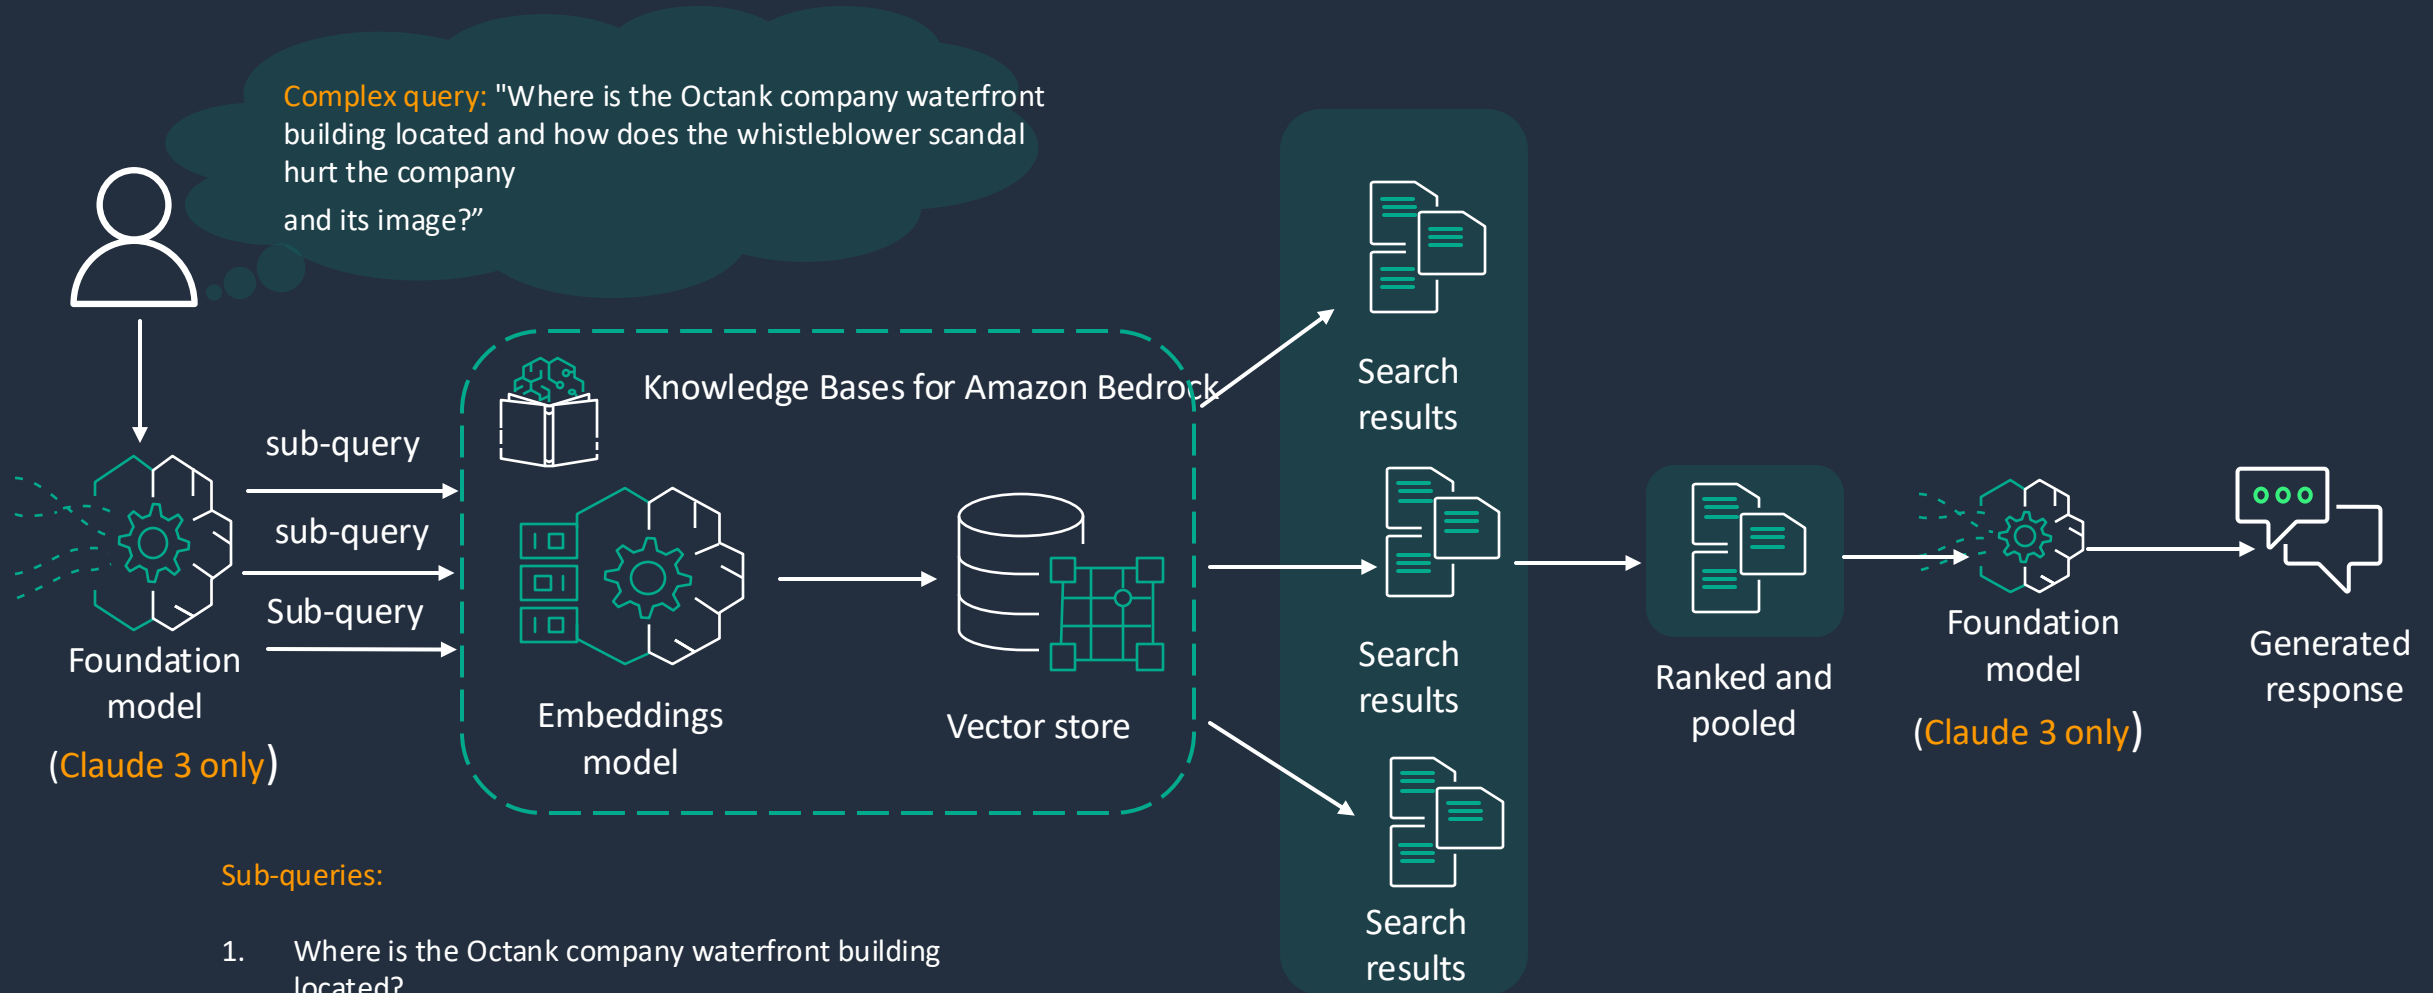 Complex query: "Where is the Octank company waterfront
building located and how does the whistleblower scandal
hurt the company
and its image?”
Knowledge Bases for Amazon Bedrock
sub-query
sub-query
Sub-query
Foundation
model
(Claude 3 only)
Embeddings
model
Vector store
Search
results
Search
results
Search
results
Ranked and
pooled
Foundation
model
(Claude 3 only)
Generated
response
Sub-queries:
1. Where is the Octank company waterfront building
located?